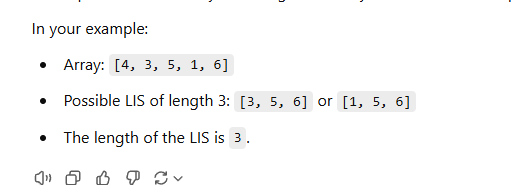 In your example:
Array: [4, 3, 5, 1, 6]
Possible LIS of length 3: [3, 5, 6] or [1, 5, 6]
The length of the LIS is 3.